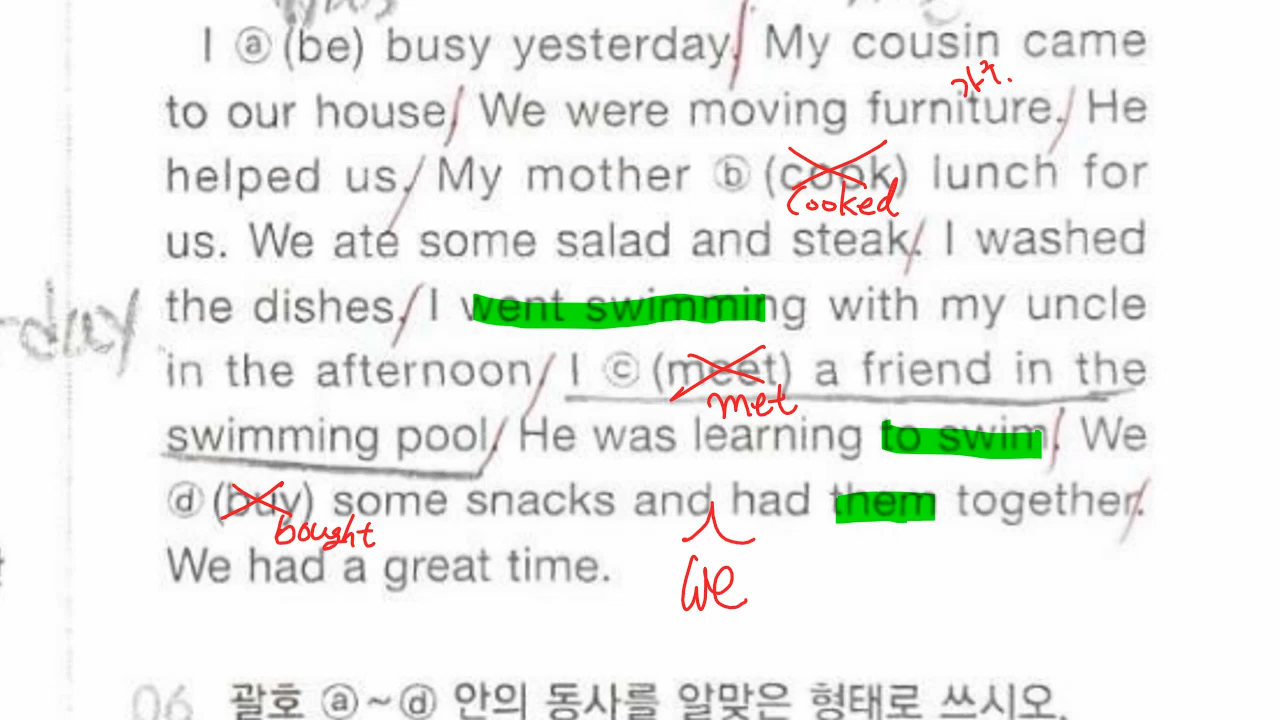 I ⓐ (be) busy yesterday. My cousin came
가구.
to our house. We were moving furniture. He
helped us. My mother ⓑ (cook) lunch for
cooked
us. We ate some salad and steak. I washed
the dishes. I went swimming with my uncle
-day
in the afternoon. I ⓒ (meet) a friend in the
met
swimming pool. He was learning to swim. We
ⓓ (buy) some snacks and had them together.
bought
we
We had a great time.
06 괄호 ⓐ~ⓓ 안의 동사를 알맞은 형태로 쓰시오.